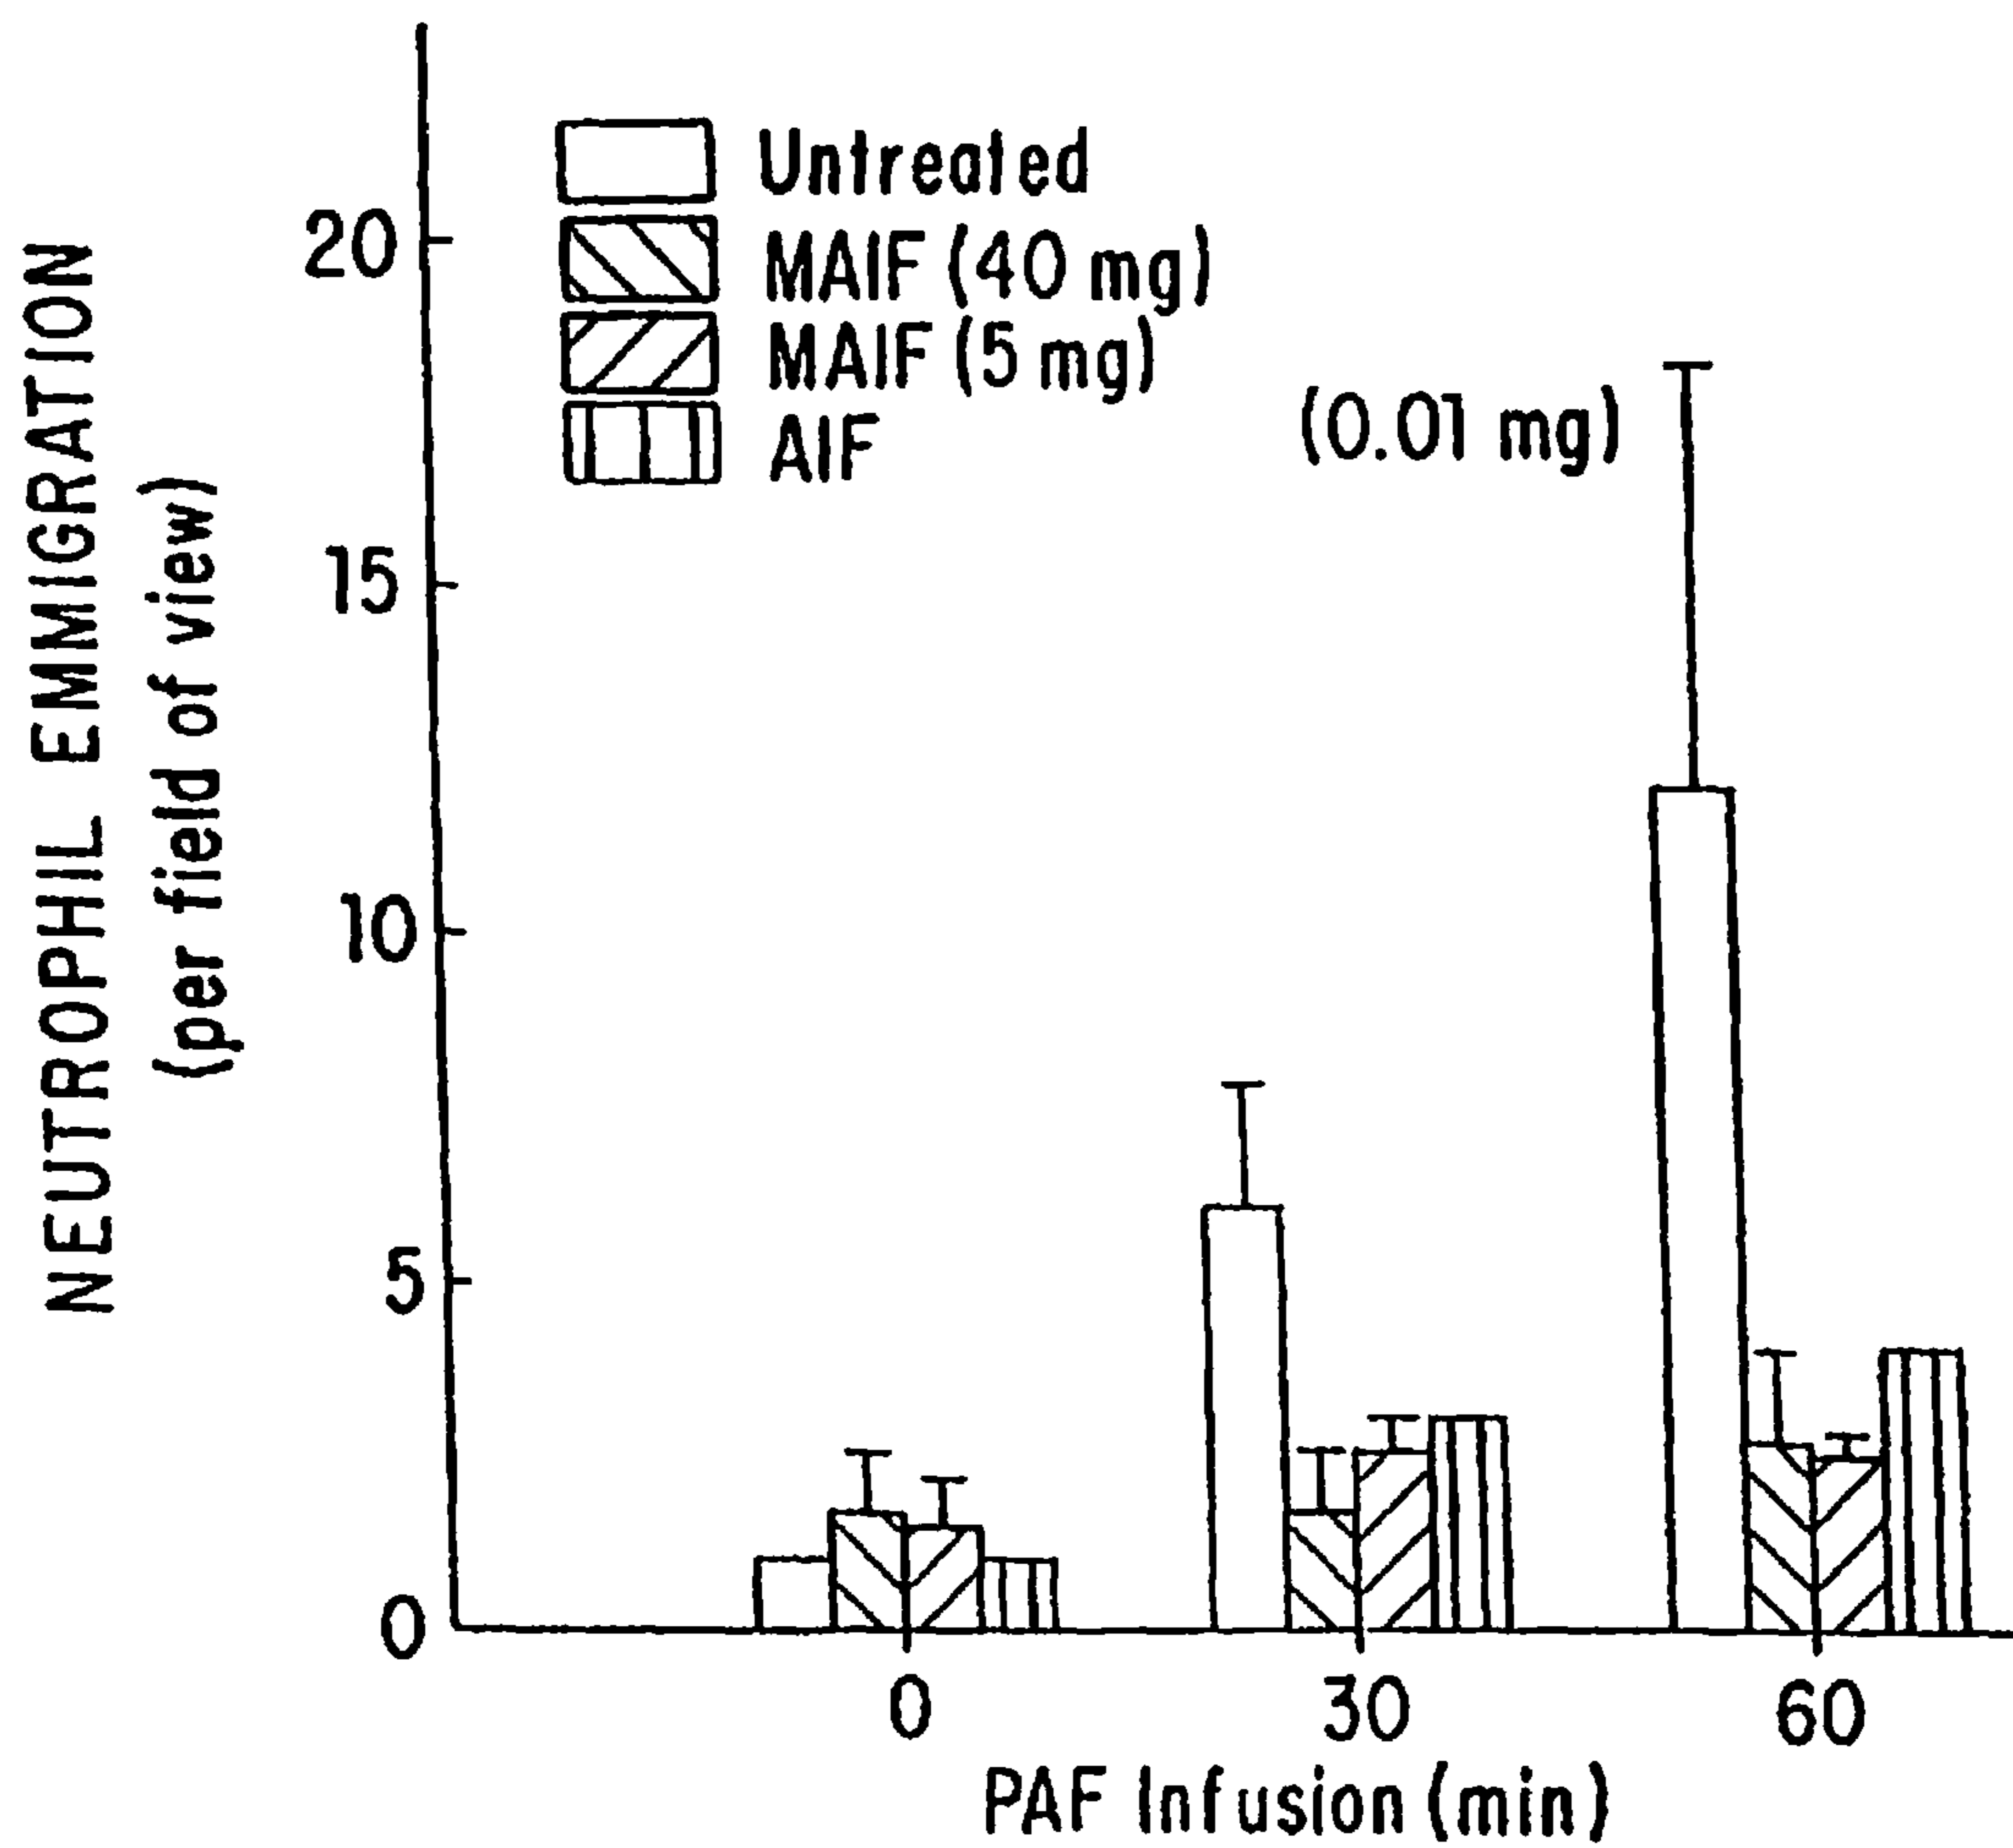 NEUTROPHIL EMMIGRATION
(per field of view)
20
15
10
5
0
Untreated
MAIF (40 mg)
MAIF (5 mg)
AIF (0.01 mg)
0 30 60
PAF Infusion (min)